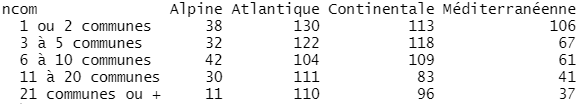 ncom Alpine Atlantique Continentale Méditerranéenne
1 ou 2 communes 38 130 113 106
3 à 5 communes 32 122 118 67
6 à 10 communes 42 104 109 61
11 à 20 communes 30 111 83 41
21 communes ou + 11 110 96 37